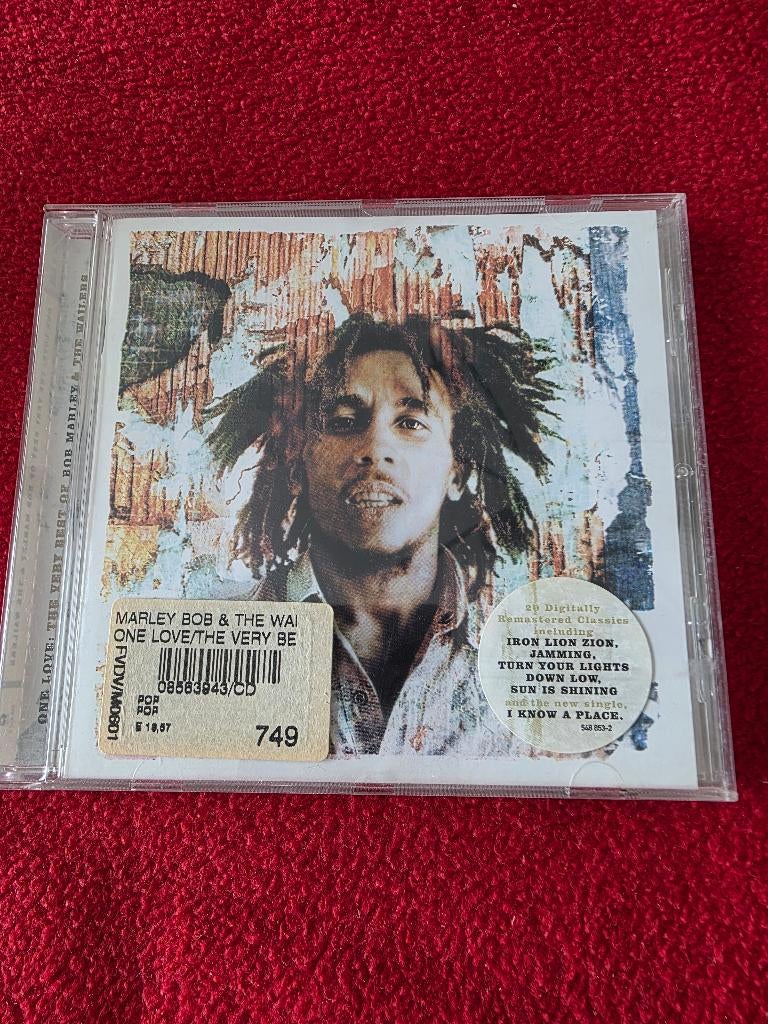 ONE LOVE: THE VERY BEST OF BOB MARLEY & THE WAILERS
MARLEY BOB & THE WAI
ONE LOVE/THE VERY BE
FVDV/M0601
08563943/CD
POP
POP
749
20 Digitally
Remastered Classics
including
IRON LION ZION,
JAMMING,
TURN YOUR LIGHTS
DOWN LOW,
SUN IS SHINING
and the new single,
I KNOW A PLACE.
548 853-2